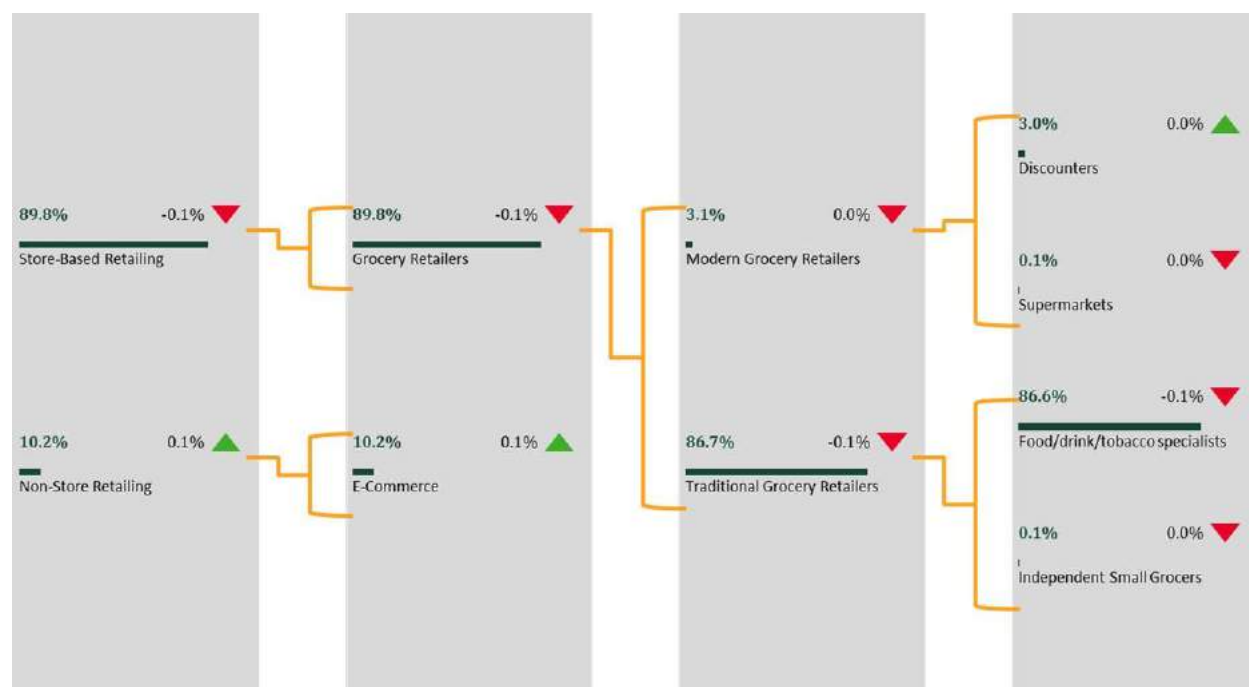 89.8% -0.1%
Store-Based Retailing
10.2% 0.1%
Non-Store Retailing
89.8% -0.1%
Grocery Retailers
10.2% 0.1%
E-Commerce
3.1% 0.0%
Modern Grocery Retailers
86.7% -0.1%
Traditional Grocery Retailers
3.0% 0.0%
Discounters
0.1% 0.0%
Supermarkets
86.6% -0.1%
Food/drink/tobacco specialists
0.1% 0.0%
Independent Small Grocers